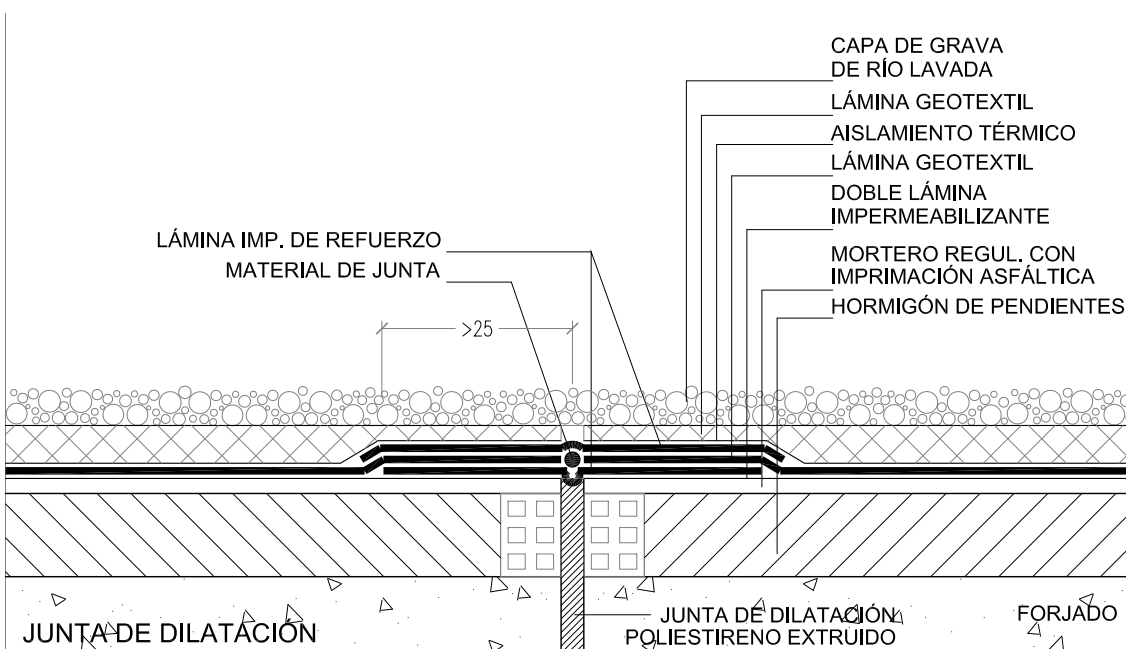 CAPA DE GRAVA
DE RÍO LAVADA
LÁMINA GEOTEXTIL
AISLAMIENTO TÉRMICO
LÁMINA GEOTEXTIL
DOBLE LÁMINA
IMPERMEABILIZANTE
LÁMINA IMP. DE REFUERZO
MATERIAL DE JUNTA
MORTERO REGUL. CON
IMPRIMACIÓN ASFÁLTICA
HORMIGÓN DE PENDIENTES
>25
JUNTA DE DILATACIÓN
JUNTA DE DILATACIÓN
POLIESTIRENO EXTRUIDO
FORJADO